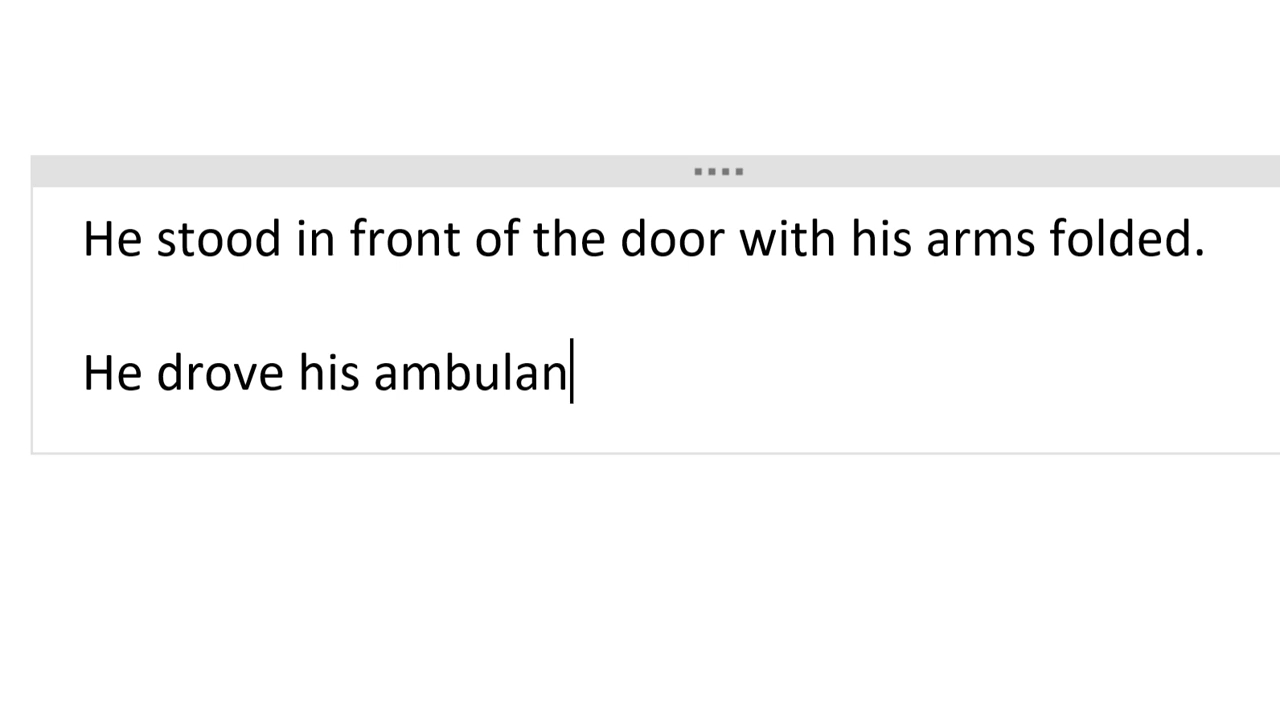 He stood in front of the door with his arms folded.
He drove his ambulan